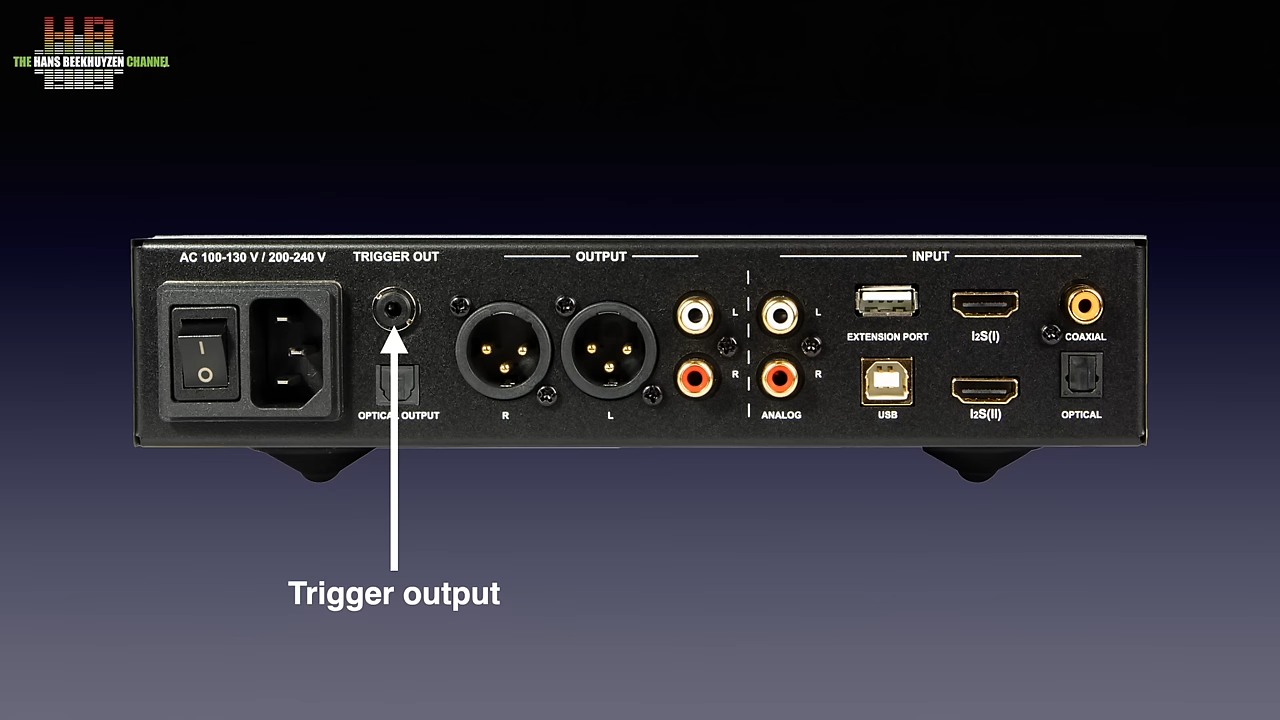 THE HANS BEEKHUYZEN CHANNEL
AC 100-130 V / 200-240 V
TRIGGER OUT
OUTPUT
INPUT
L
L
EXTENSION PORT
I2S(I)
COAXIAL
R
R
OPTICAL OUTPUT
R
L
ANALOG
USB
I2S(II)
OPTICAL
Trigger output